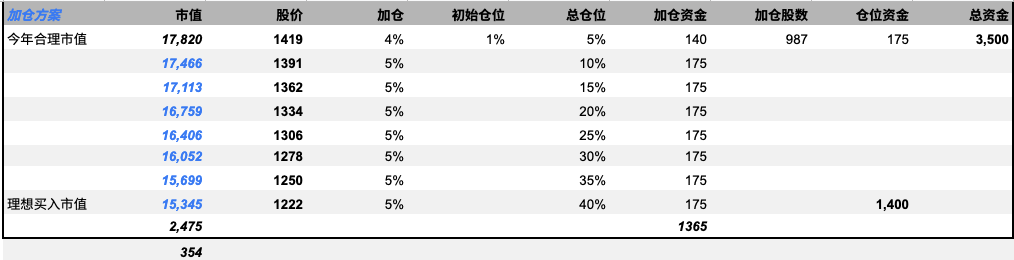 加仓方案 市值 股价 加仓 初始仓位 总仓位 加仓资金 加仓股数 仓位资金 总资金
今年合理市值 17,820 1419 4% 1% 5% 140 987 175 3,500
17,466 1391 5% 10% 175
17,113 1362 5% 15% 175
16,759 1334 5% 20% 175
16,406 1306 5% 25% 175
16,052 1278 5% 30% 175
15,699 1250 5% 35% 175
理想买入市值 15,345 1222 5% 40% 175 1,400
2,475 1365
354